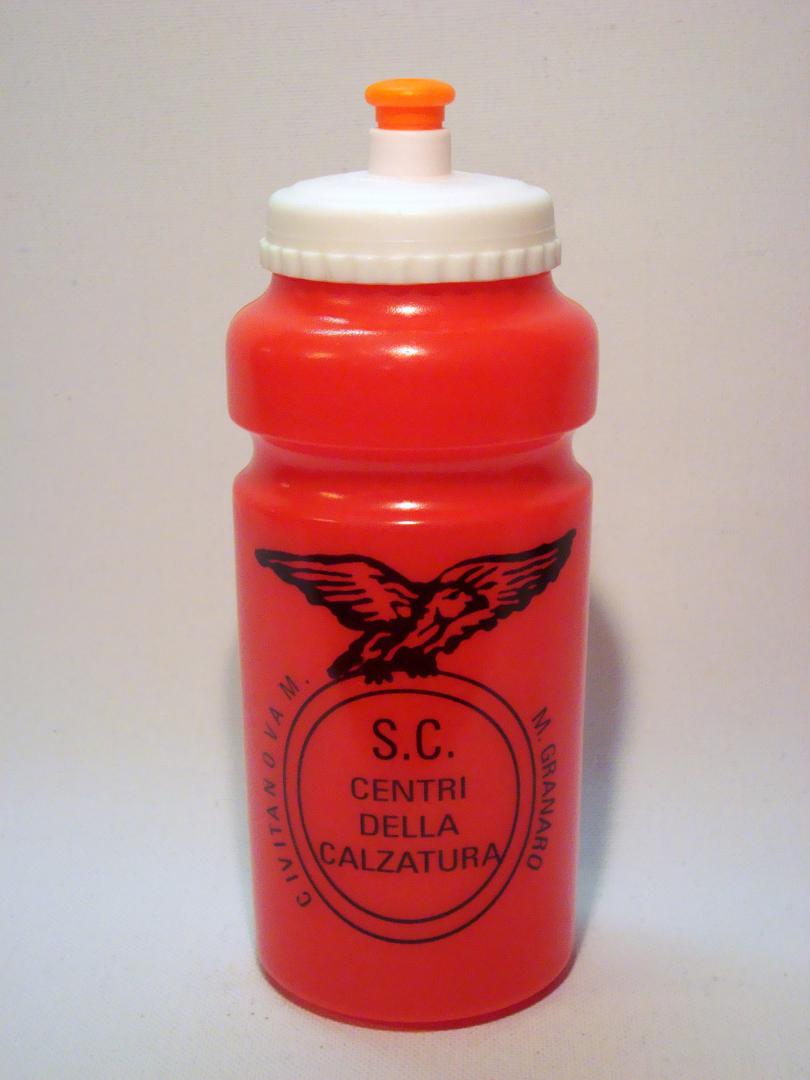 CIVITANOVA M.
M. GRANARO
S.C.
CENTRI
DELLA
CALZATURA